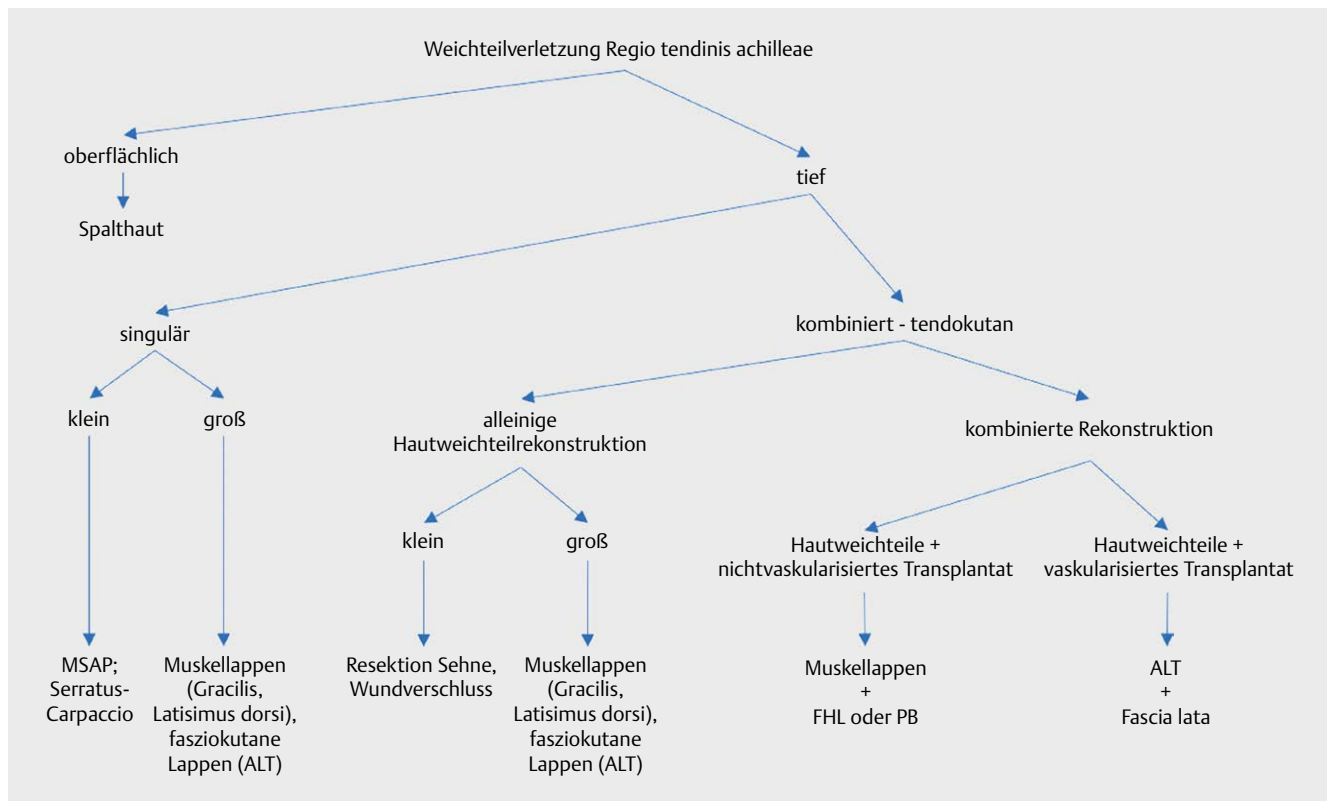 Weichteilverletzung Regio tendinis achilleae
oberflächlich
tief
Spalthaut
singulär
kombiniert - tendokutan
klein
groß
alleinige
Hautweichteilrekonstruktion
kombinierte Rekonstruktion
klein
groß
Hautweichteile +
nichtvaskularisiertes Transplantat
Hautweichteile +
vaskularisiertes Transplantat
MSAP;
Serratus-
Carpaccio
Muskellappen
(Gracilis,
Latisimus dorsi),
fasziokutane
Lappen (ALT)
Resektion Sehne,
Wundverschluss
Muskellappen
(Gracilis,
Latisimus dorsi),
fasziokutane
Lappen (ALT)
Muskellappen
+
FHL oder PB
ALT
+
Fascia lata